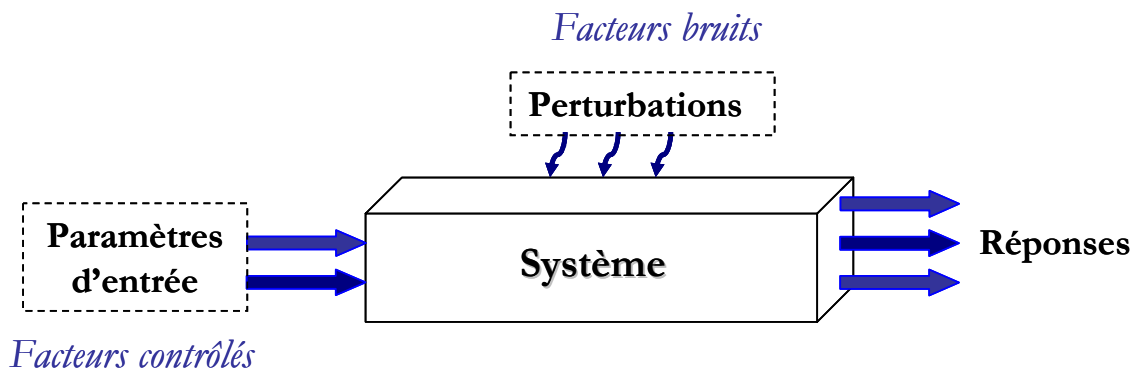 Facteurs bruits
Perturbations
Paramètres
d’entrée
Système
Réponses
Facteurs contrôlés